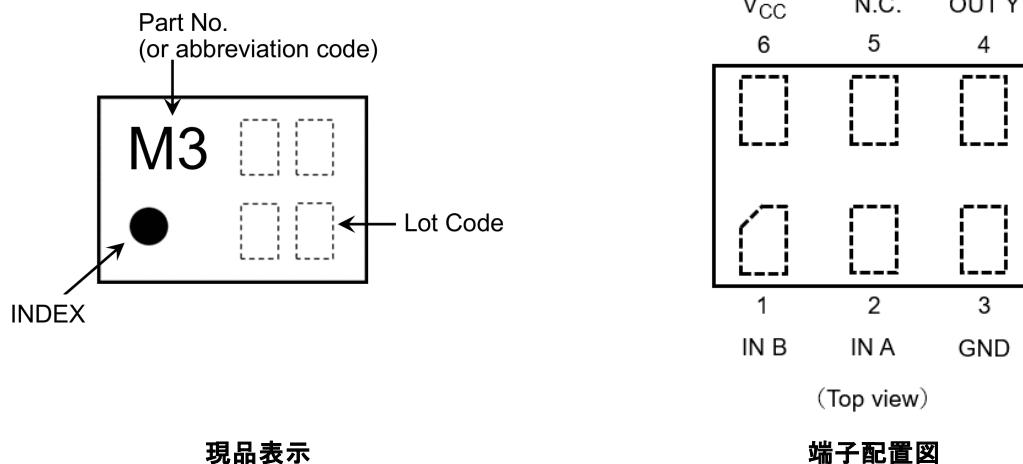 Part No.
(or abbreviation code)
M3
Lot Code
INDEX
現品表示
VCC N.C. OUT Y
6 5 4
1 2 3
IN B IN A GND
（Top view）
端子配置図